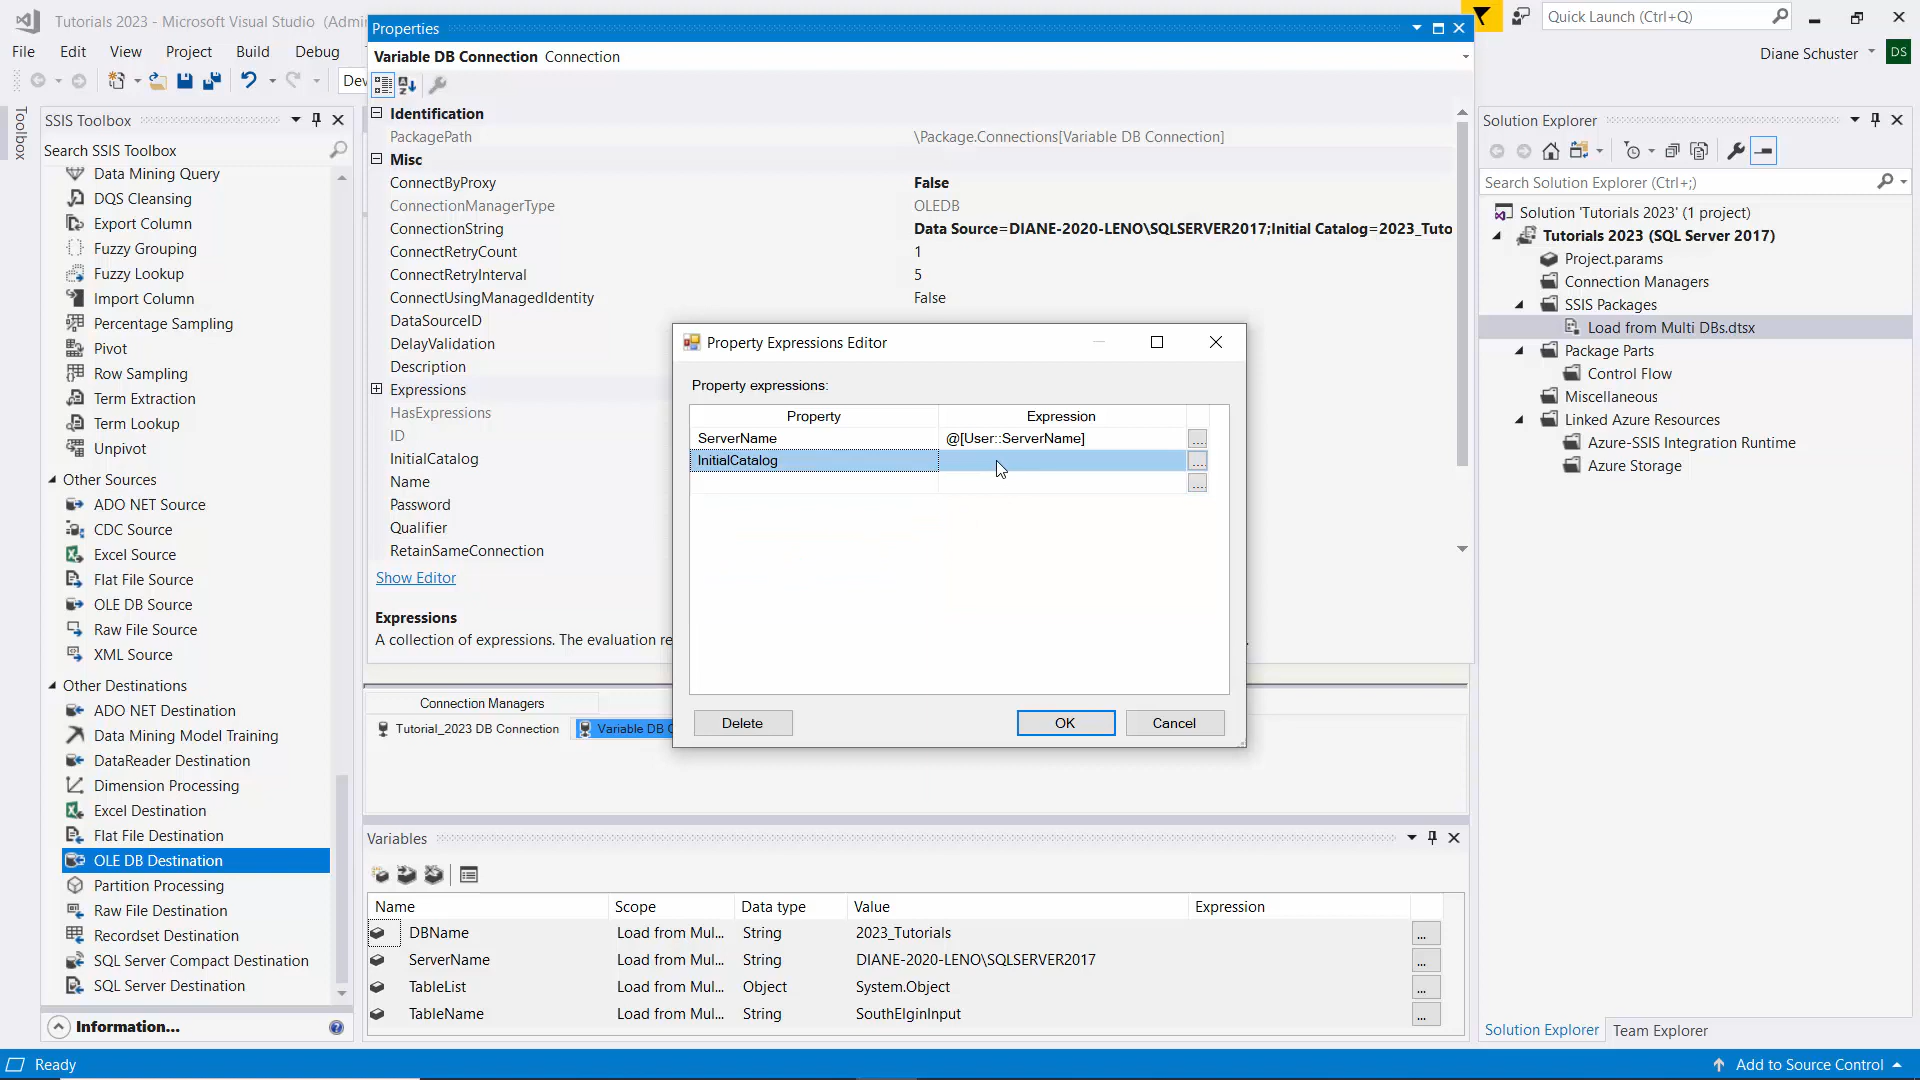 Tutorials 2023 - Microsoft Visual Studio (Admi
Quick Launch (Ctrl+Q)
File Edit View Project Build Debug
Diane Schuster DS
Dev
Toolbox
SSIS Toolbox
Search SSIS Toolbox
Data Mining Query
DQS Cleansing
Export Column
Fuzzy Grouping
Fuzzy Lookup
Import Column
Percentage Sampling
Pivot
Row Sampling
Term Extraction
Term Lookup
Unpivot
Other Sources
ADO NET Source
CDC Source
Excel Source
Flat File Source
OLE DB Source
Raw File Source
XML Source
Other Destinations
ADO NET Destination
Data Mining Model Training
DataReader Destination
Dimension Processing
Excel Destination
Flat File Destination
OLE DB Destination
Partition Processing
Raw File Destination
Recordset Destination
SQL Server Compact Destination
SQL Server Destination
Information...
Properties
Variable DB Connection Connection
Identification
PackagePath \Package.Connections[Variable DB Connection]
Misc
ConnectByProxy False
ConnectionManagerType OLEDB
ConnectionString Data Source=DIANE-2020-LENO\SQLSERVER2017;Initial Catalog=2023_Tuto
ConnectRetryCount 1
ConnectRetryInterval 5
ConnectUsingManagedIdentity False
DataSourceID
DelayValidation
Description
Expressions
HasExpressions
ID
InitialCatalog
Name
Password
Qualifier
RetainSameConnection
Show Editor
Expressions
A collection of expressions. The evaluation re
Property Expressions Editor
Property expressions:
Property Expression
ServerName @[User::ServerName] ...
InitialCatalog ...
...
Delete OK Cancel
Connection Managers
Tutorial_2023 DB Connection Variable DB C
Variables
Name Scope Data type Value Expression
DBName Load from Mul... String 2023_Tutorials ...
ServerName Load from Mul... String DIANE-2020-LENO\SQLSERVER2017 ...
TableList Load from Mul... Object System.Object ...
TableName Load from Mul... String SouthElginInput ...
Solution Explorer
Search Solution Explorer (Ctrl+;)
Solution 'Tutorials 2023' (1 project)
Tutorials 2023 (SQL Server 2017)
Project.params
Connection Managers
SSIS Packages
Load from Multi DBs.dtsx
Package Parts
Control Flow
Miscellaneous
Linked Azure Resources
Azure-SSIS Integration Runtime
Azure Storage
Solution Explorer Team Explorer
Ready
Add to Source Control